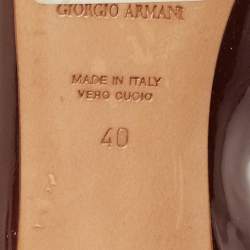 GIORGIO ARMANI
MADE IN ITALY
VERO CUOIO
40